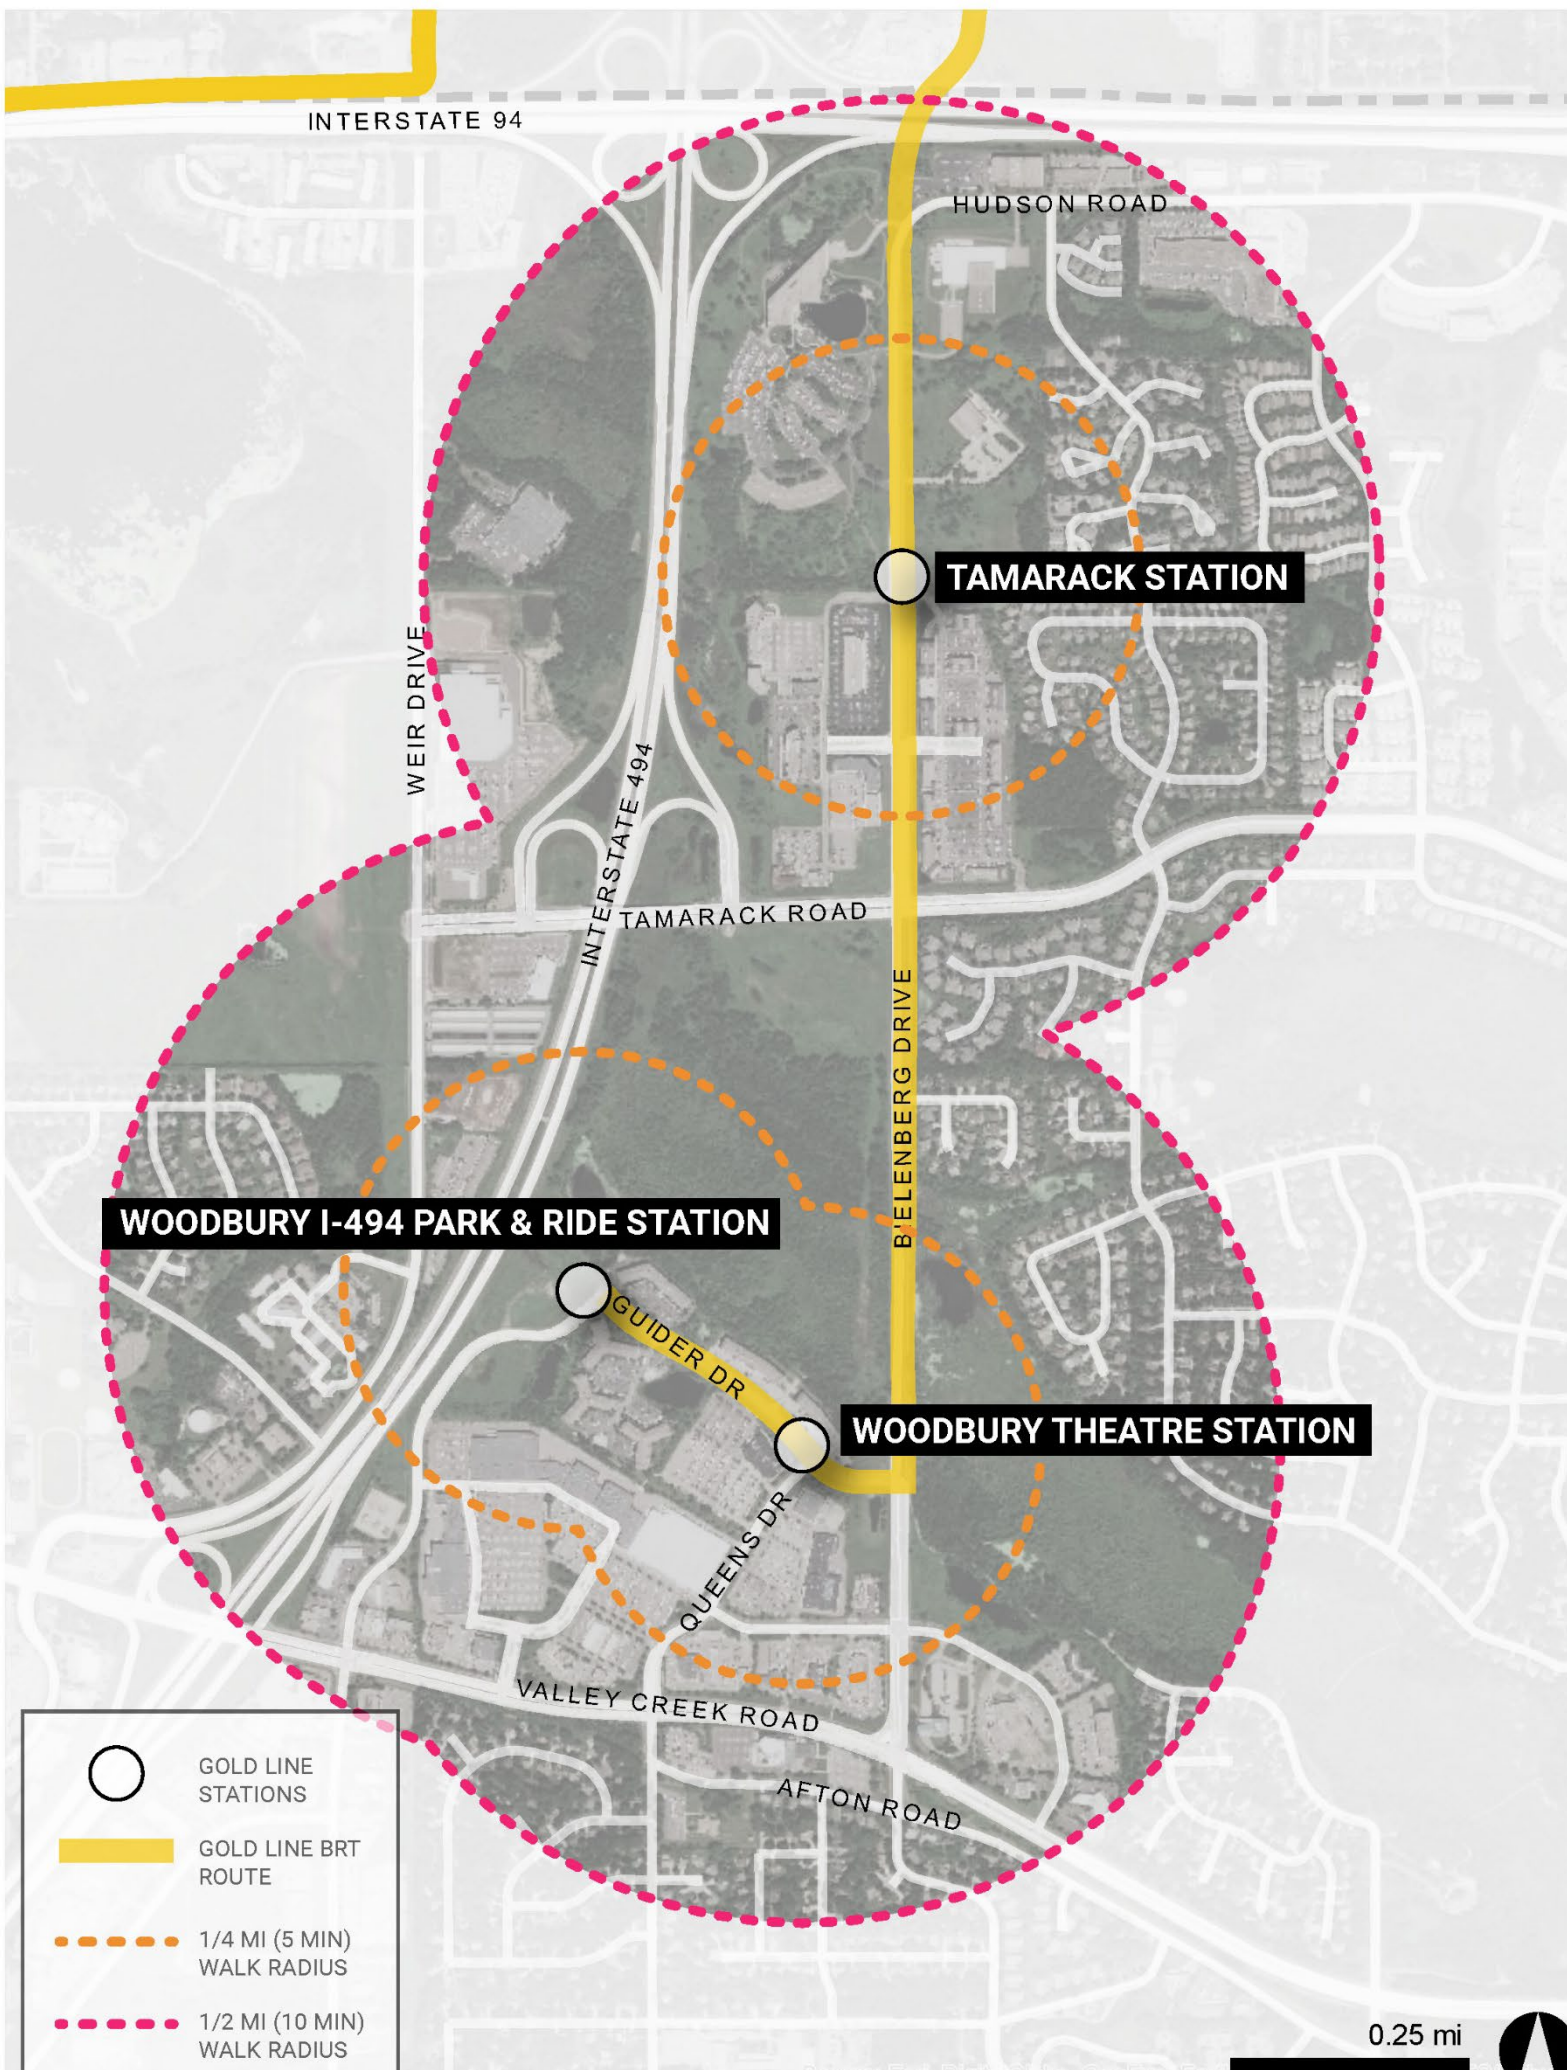 INTERSTATE 94
HUDSON ROAD
TAMARACK STATION
WEIR DRIVE
INTERSTATE 494
TAMARACK ROAD
BIELENBERG DRIVE
WOODBURY I-494 PARK & RIDE STATION
GUIDER DR
WOODBURY THEATRE STATION
QUEENS DR
VALLEY CREEK ROAD
AFTON ROAD
GOLD LINE
STATIONS
GOLD LINE BRT
ROUTE
1/4 MI (5 MIN)
WALK RADIUS
1/2 MI (10 MIN)
WALK RADIUS
0.25 mi